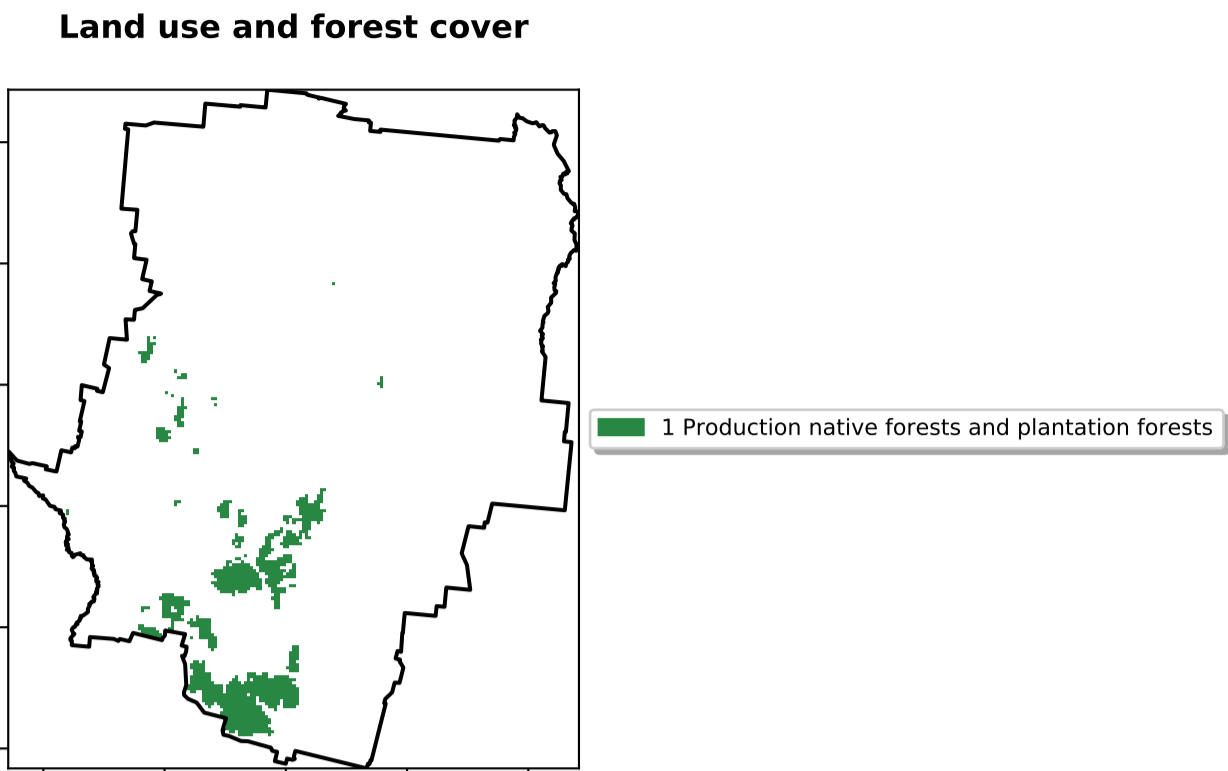 Land use and forest cover
1 Production native forests and plantation forests